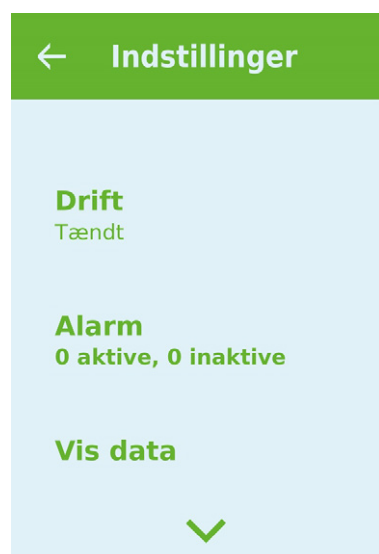 Indstillinger
Drift
Tændt
Alarm
0 aktive, 0 inaktive
Vis data